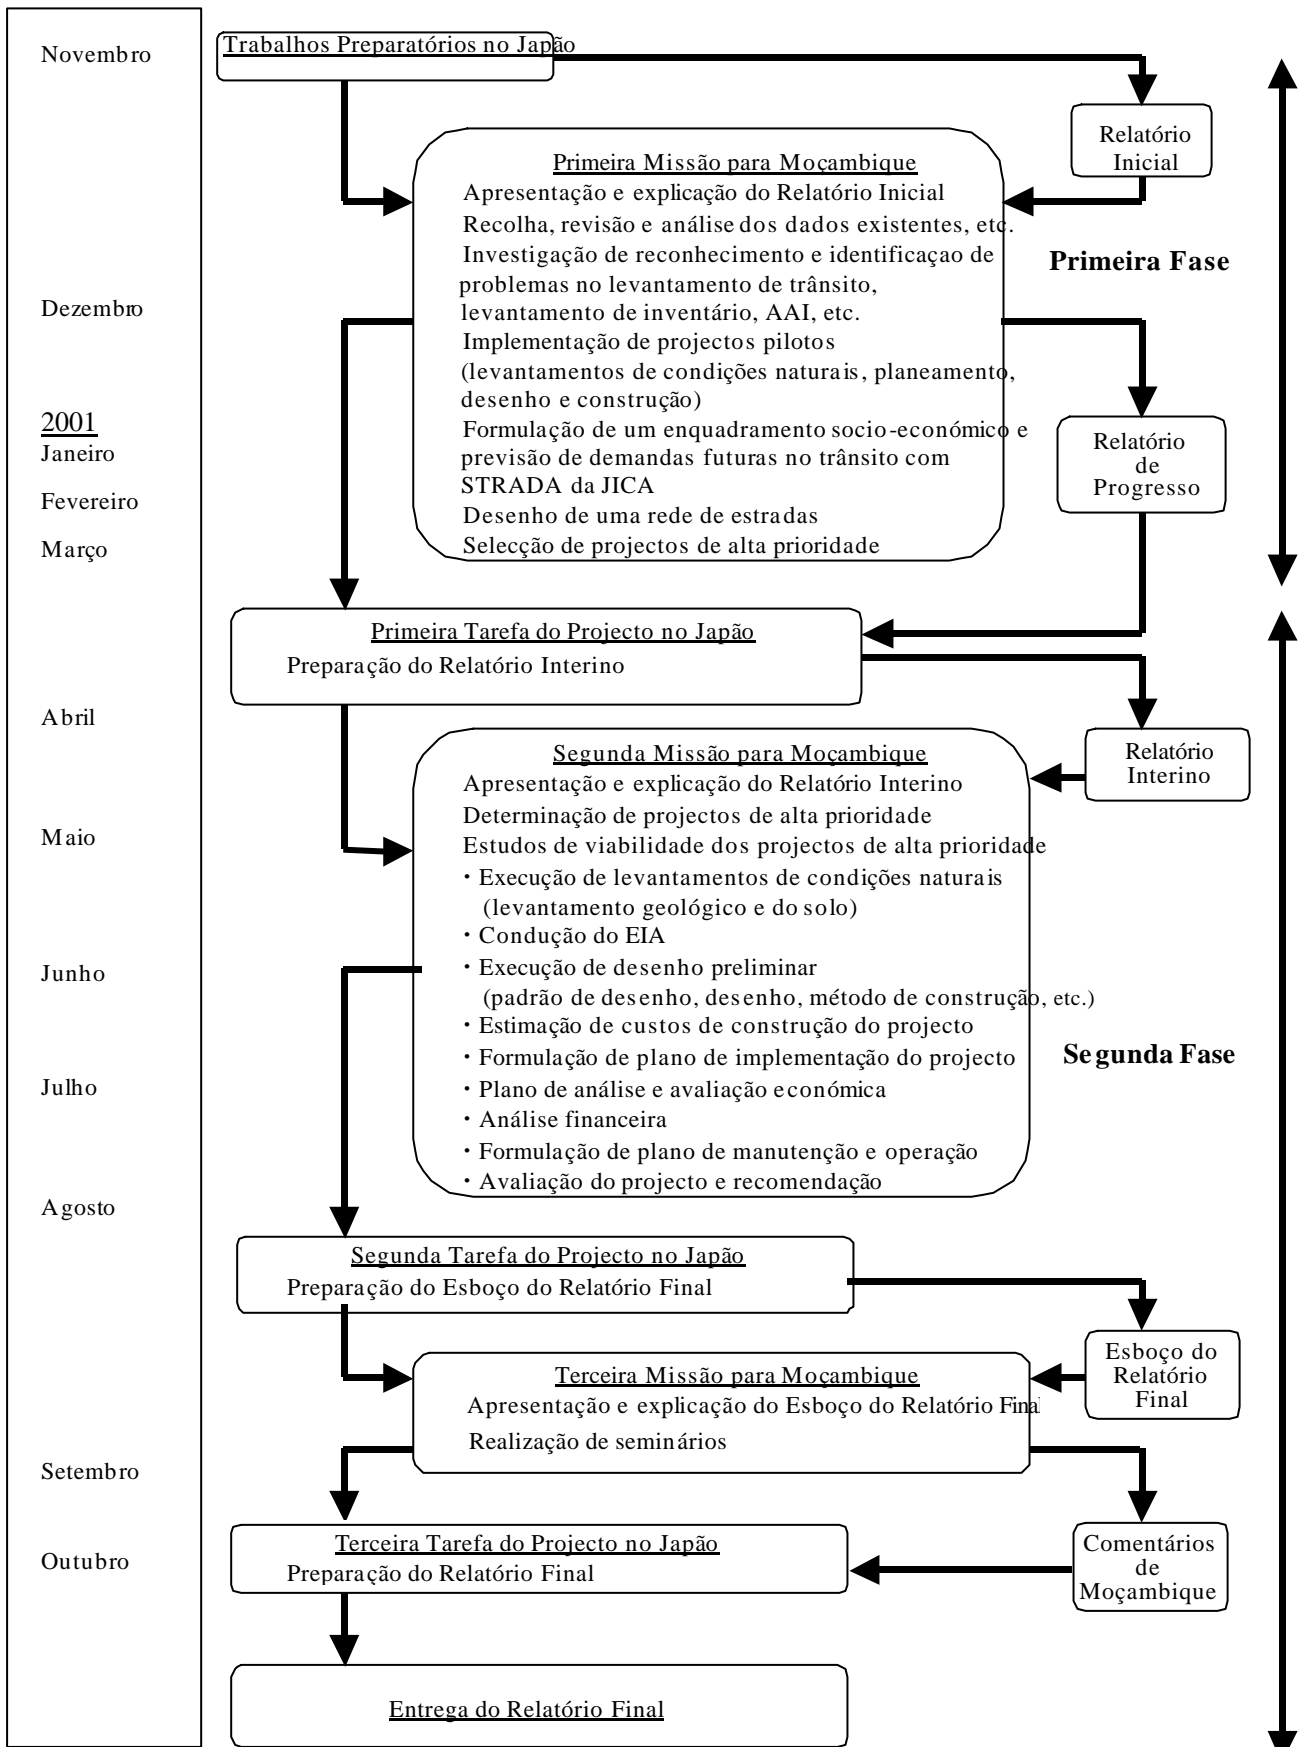 Novembro
Dezembro
2001
Janeiro
Fevereiro
Março
Abril
Maio
Junho
Julho
Agosto
Setembro
Outubro
Trabalhos Preparatórios no Japão
Relatório
Inicial
Primeira Missão para Moçambique
Apresentação e explicação do Relatório Inicial
Recolha, revisão e análise dos dados existentes, etc.
Investigação de reconhecimento e identificaçao de
problemas no levantamento de trânsito,
levantamento de inventário, AAI, etc.
Implementação de projectos pilotos
(levantamentos de condições naturais, planeamento,
desenho e construção)
Formulação de um enquadramento socio-económico e
previsão de demandas futuras no trânsito com
STRADA da JICA
Desenho de uma rede de estradas
Selecção de projectos de alta prioridade
Primeira Fase
Relatório
de
Progresso
Primeira Tarefa do Projecto no Japão
Preparação do Relatório Interino
Relatório
Interino
Segunda Missão para Moçambique
Apresentação e explicação do Relatório Interino
Determinação de projectos de alta prioridade
Estudos de viabilidade dos projectos de alta prioridade
・Execução de levantamentos de condições naturais
(levantamento geológico e do solo)
・Condução do EIA
・Execução de desenho preliminar
(padrão de desenho, desenho, método de construção, etc.)
・Estimação de custos de construção do projecto
・Formulação de plano de implementação do projecto
・Plano de análise e avaliação económica
・Análise financeira
・Formulação de plano de manutenção e operação
・Avaliação do projecto e recomendação
Segunda Fase
Segunda Tarefa do Projecto no Japão
Preparação do Esboço do Relatório Final
Esboço do
Relatório
Final
Terceira Missão para Moçambique
Apresentação e explicação do Esboço do Relatório Final
Realização de seminários
Comentários
de
Moçambique
Terceira Tarefa do Projecto no Japão
Preparação do Relatório Final
Entrega do Relatório Final